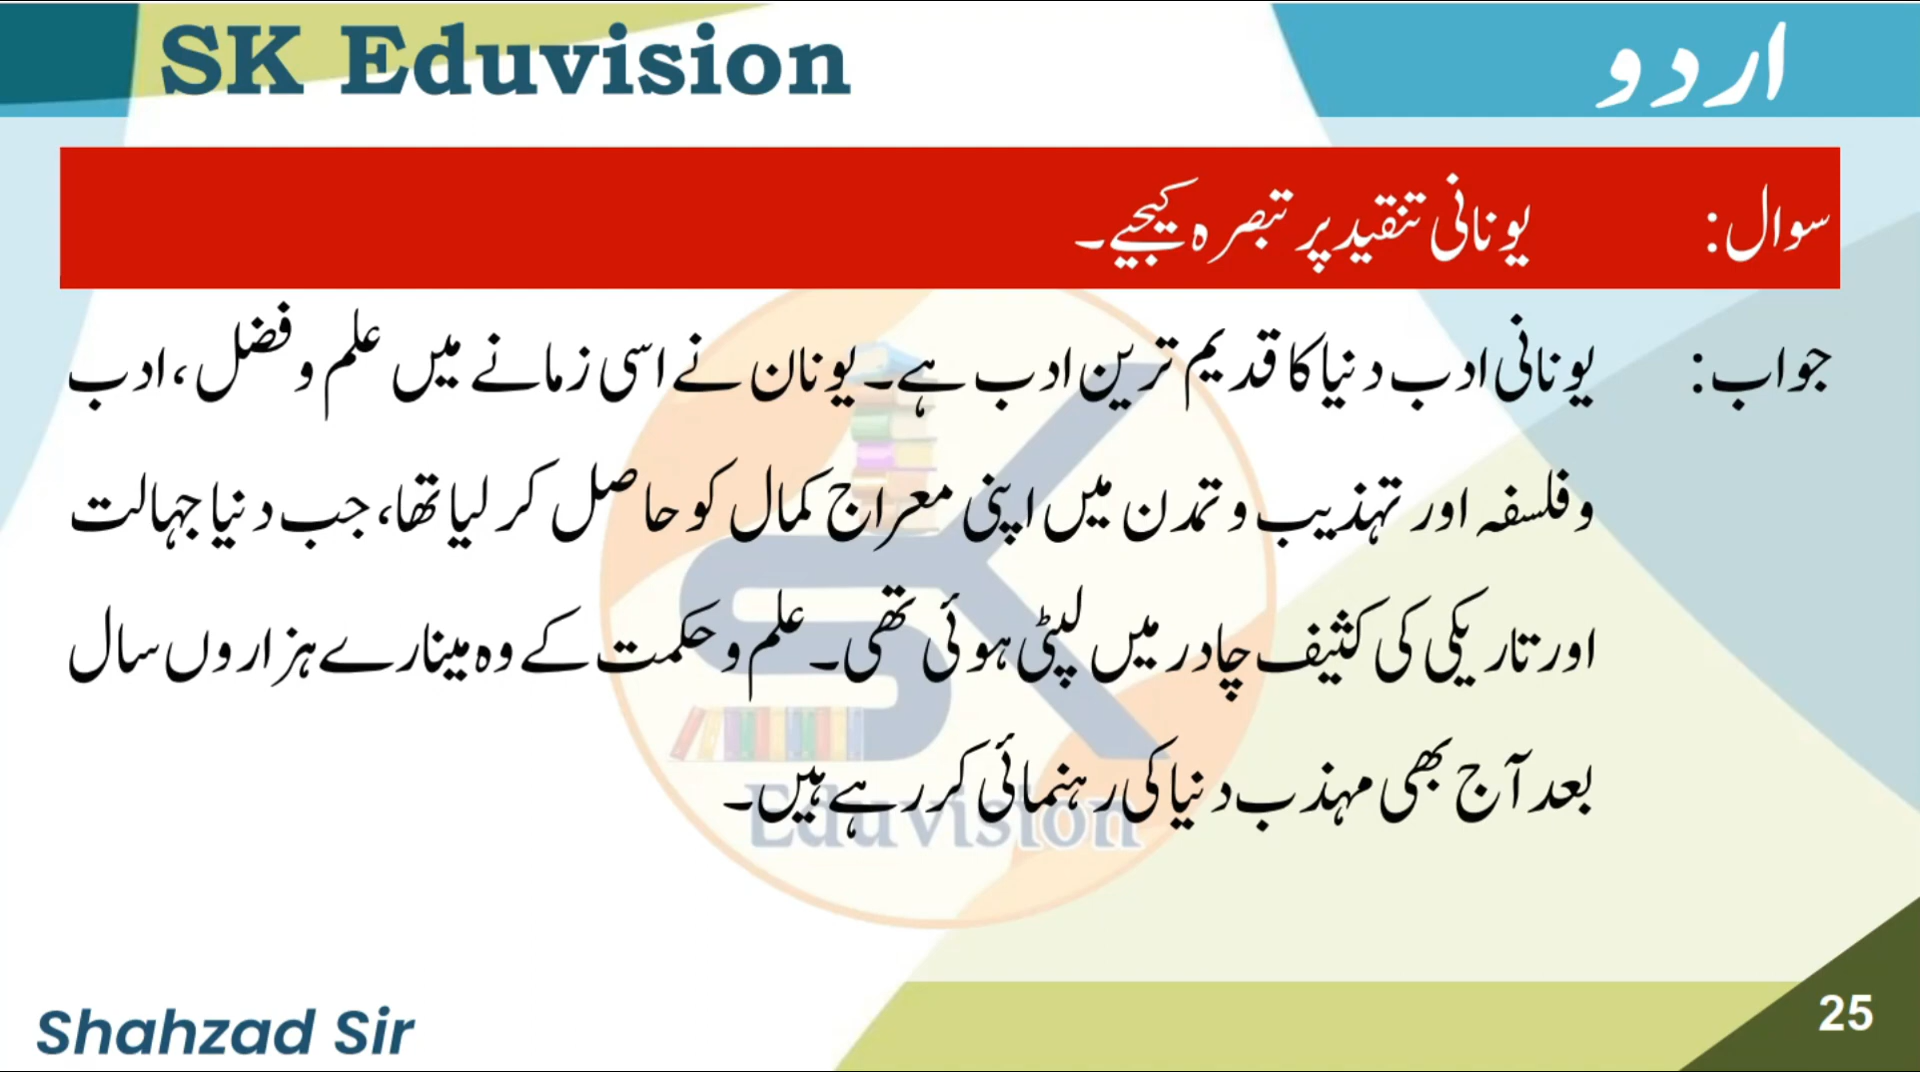 SK Eduvision
اردو
سوال: یونانی تنقید پر تبصرہ کیجیے۔
جواب: یونانی ادب دنیا کا قدیم ترین ادب ہے۔ یونان نے اسی زمانے میں علم و فضل، ادب
و فلسفہ اور تہذیب و تمدن میں اپنی معراج کمال کو حاصل کر لیا تھا، جب دنیا جہالت
اور تاریکی کی کثیف چادر میں لپٹی ہوئی تھی۔ علم و حکمت کے وہ مینارے ہزاروں سال
بعد آج بھی مہذب دنیا کی رہنمائی کر رہے ہیں۔
SK
Eduvision
Shahzad Sir
25